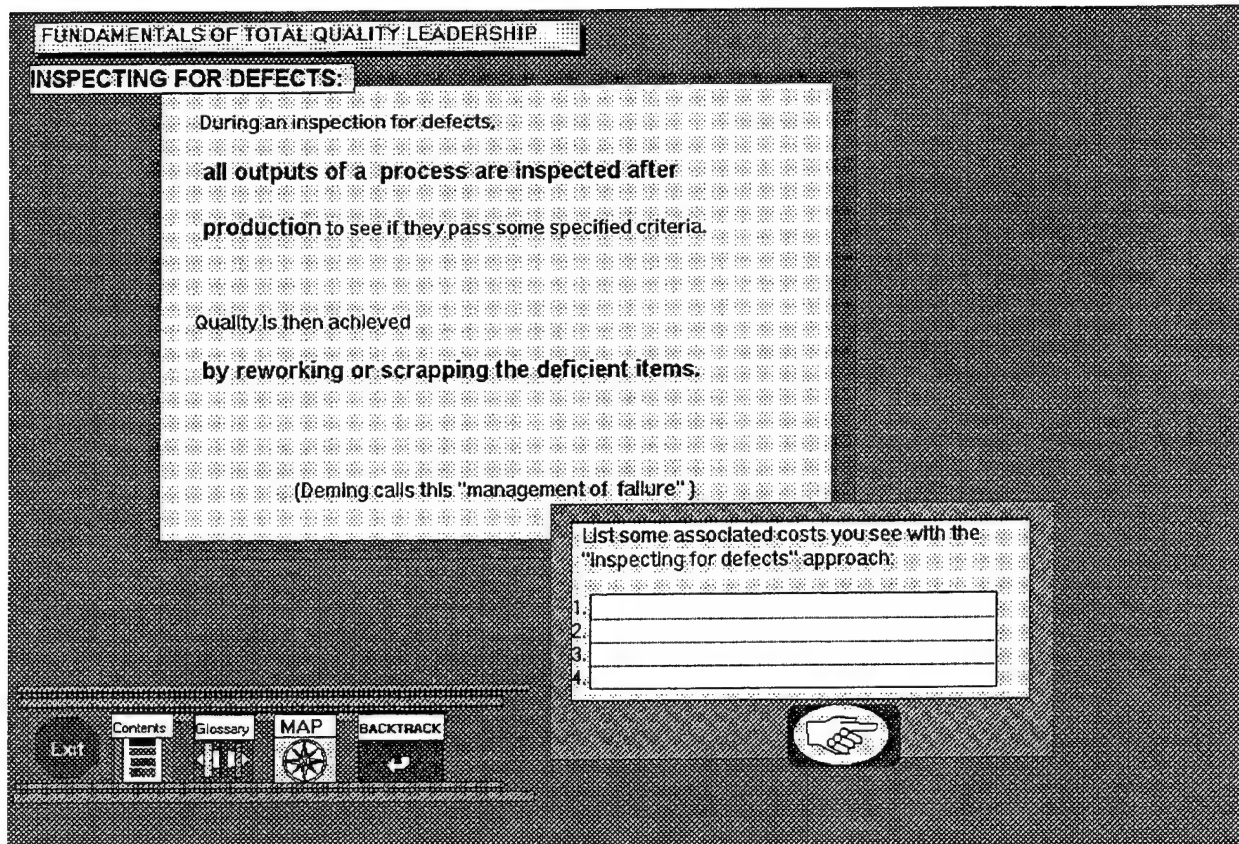 FUNDAMENTALS OF TOTAL QUALITY LEADERSHIP
INSPECTING FOR DEFECTS:
During an inspection for defects,
all outputs of a process are inspected after
production to see if they pass some specified criteria.
Quality is then achieved
by reworking or scrapping the deficient items.
(Deming calls this "management of failure")
List some associated costs you see with the
"inspecting for defects" approach:
1.
2.
3.
4.
Exit
Contents
Glossary
MAP
BACKTRACK